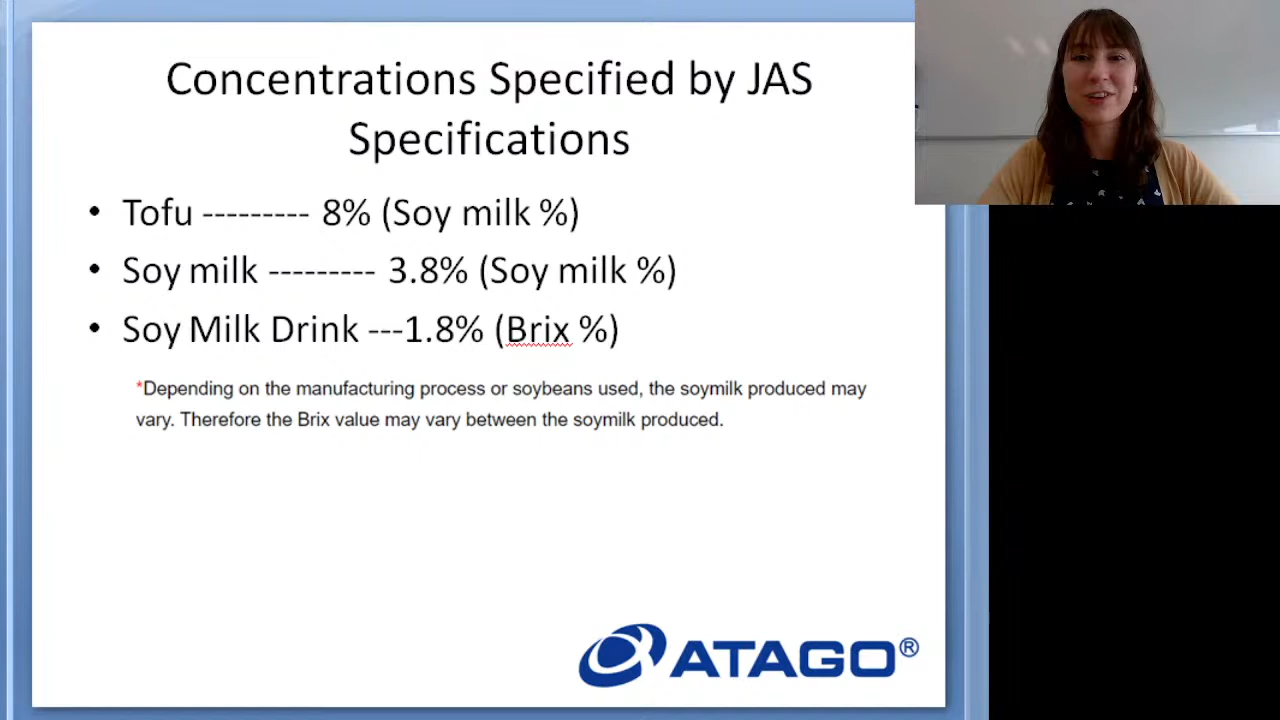 Concentrations Specified by JAS
Specifications
• Tofu --------- 8% (Soy milk %)
• Soy milk --------- 3.8% (Soy milk %)
• Soy Milk Drink ---1.8% (Brix %)
*Depending on the manufacturing process or soybeans used, the soymilk produced may
vary. Therefore the Brix value may vary between the soymilk produced.
ATAGO®